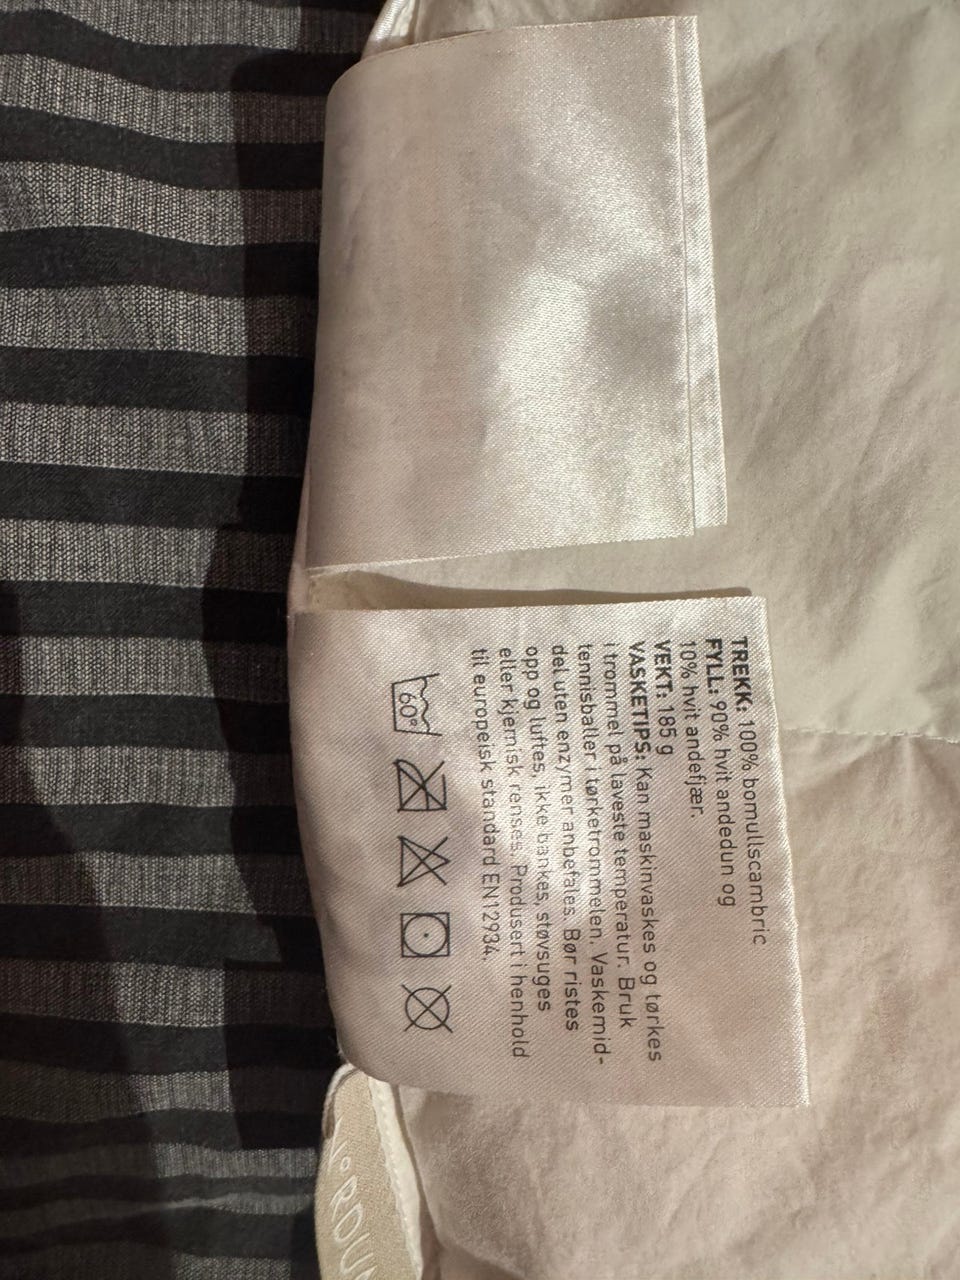 TREKK: 100% bomullscambric
FYLL: 90% hvit andedun og
10% hvit andefjær.
VEKT: 185 g
VASKETIPS: Kan maskinvaskes og tørkes
i trommel på laveste temperatur. Bruk
tennisballer i tørketrommelen. Vaskemid-
del uten enzymer anbefales. Bør ristes
opp og luftes, ikke bankes, støvsuges
eller kjemisk renses. Produsert i henhold
til europeisk standard EN12934.
60°